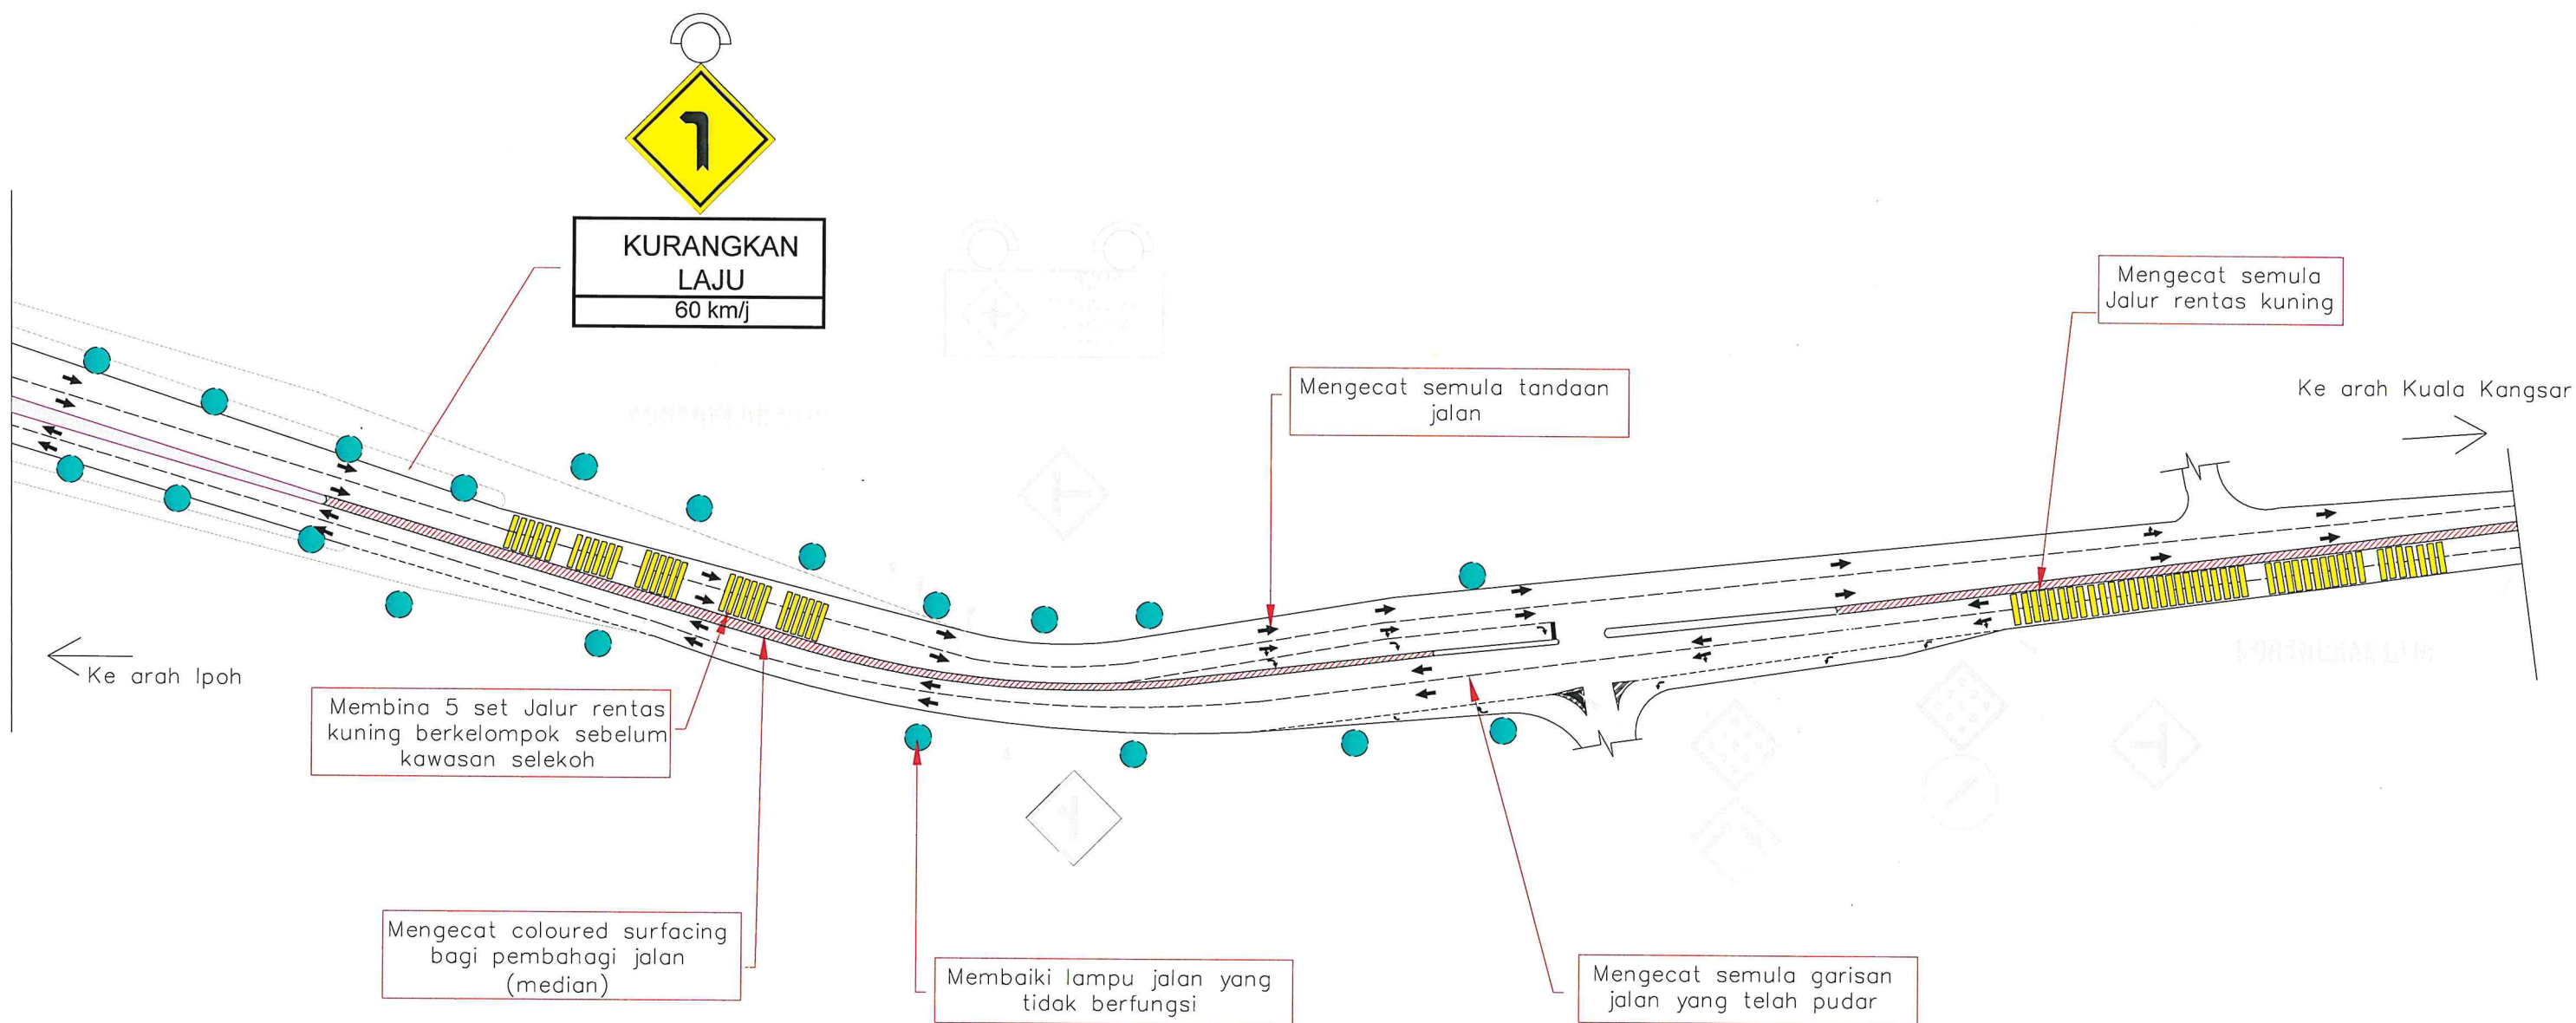 KURANGKAN
LAJU
60 km/j
Mengecat semula
Jalur rentas kuning
Mengecat semula tandaan
jalan
Ke arah Kuala Kangsar
Ke arah Ipoh
Membina 5 set Jalur rentas
kuning berkelompok sebelum
kawasan selekoh
Mengecat coloured surfacing
bagi pembahagi jalan
(median)
Membaiki lampu jalan yang
tidak berfungsi
Mengecat semula garisan
jalan yang telah pudar